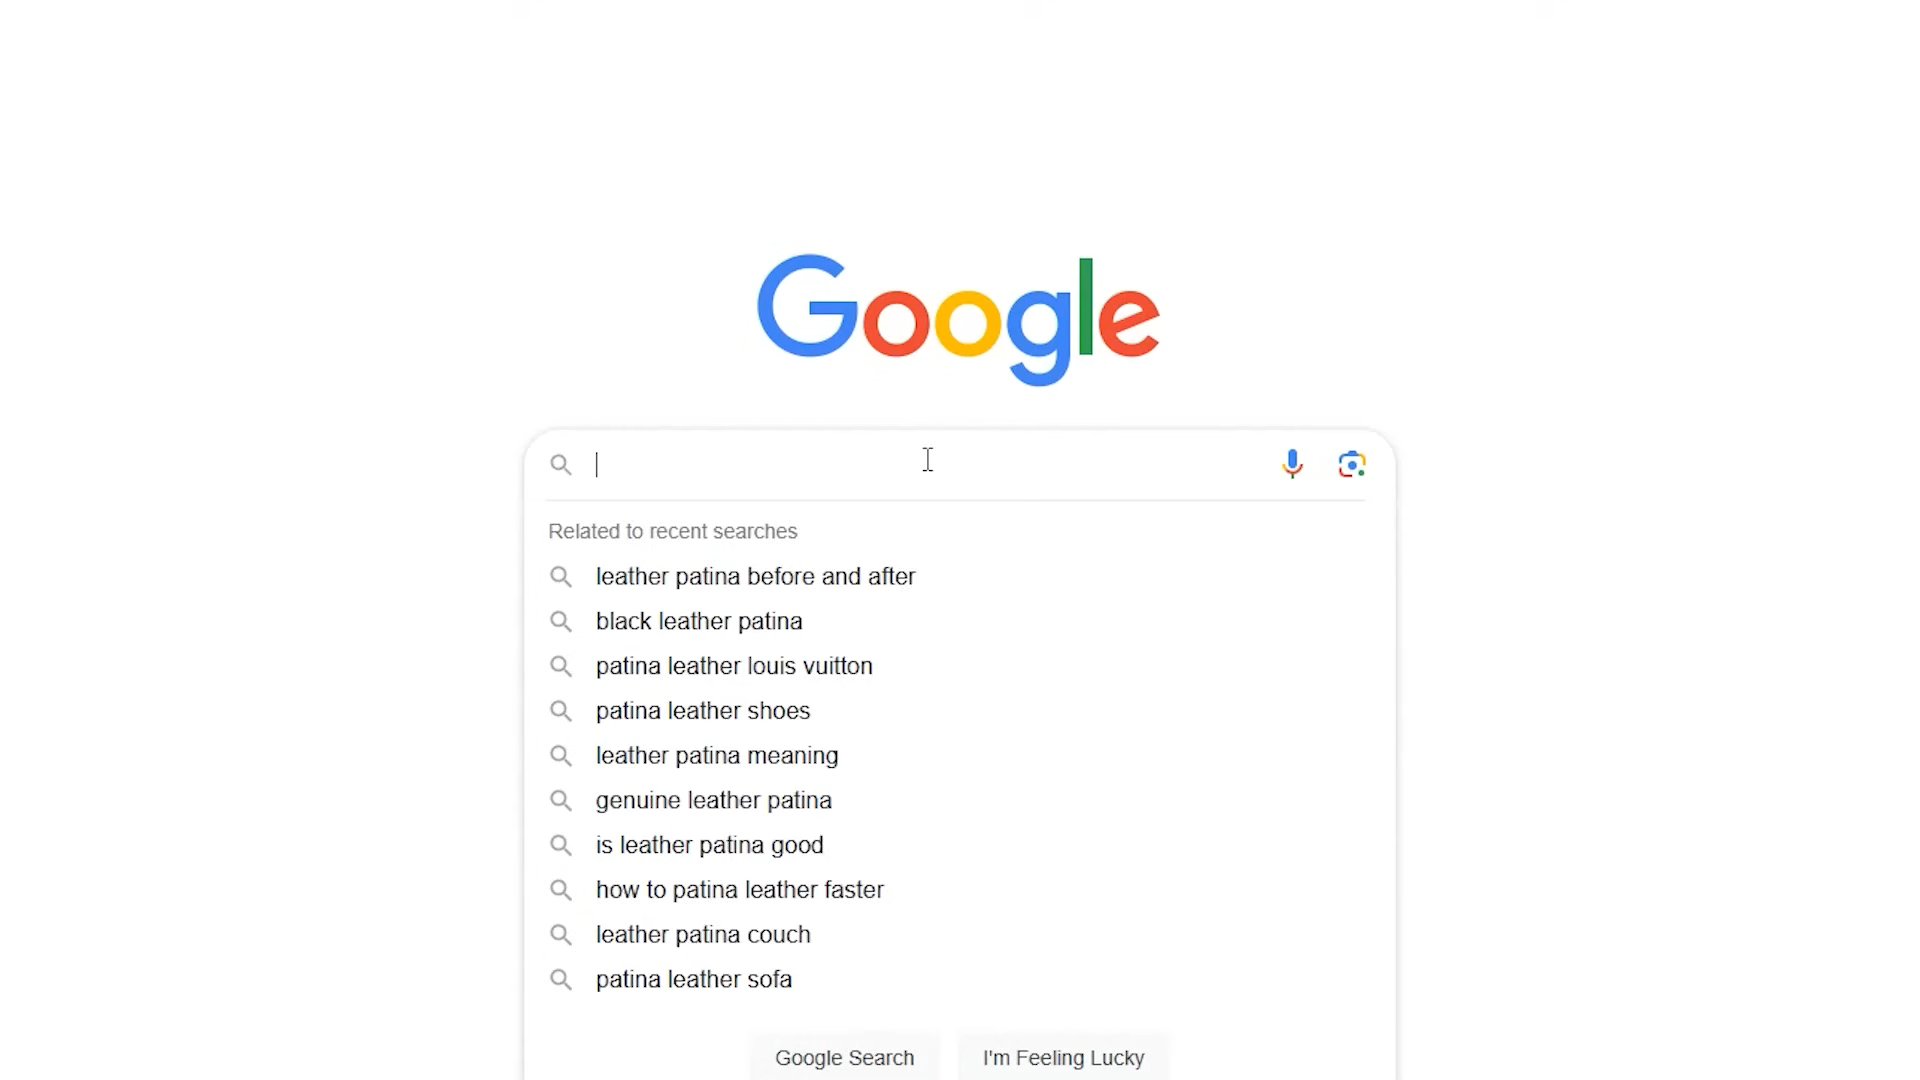 Google
Related to recent searches
leather patina before and after
black leather patina
patina leather louis vuitton
patina leather shoes
leather patina meaning
genuine leather patina
is leather patina good
how to patina leather faster
leather patina couch
patina leather sofa
Google Search I'm Feeling Lucky